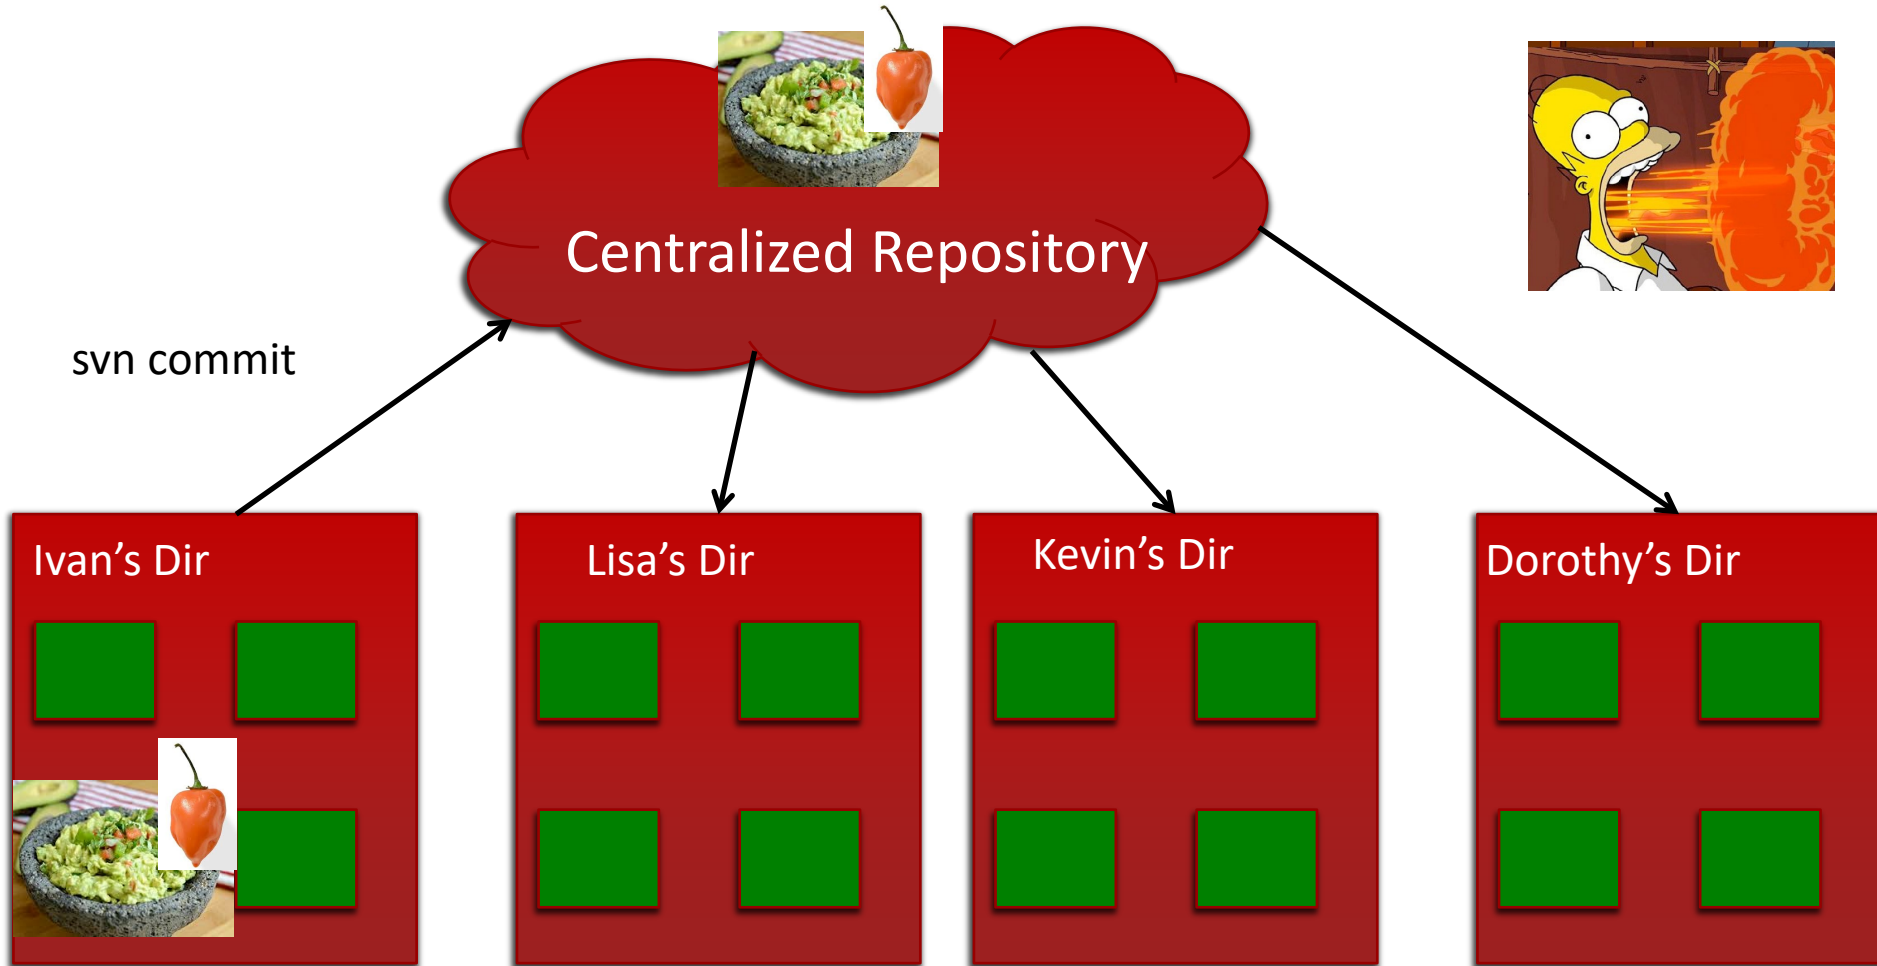 Centralized Repository
svn commit
Ivan’s Dir
Lisa’s Dir
Kevin’s Dir
Dorothy’s Dir